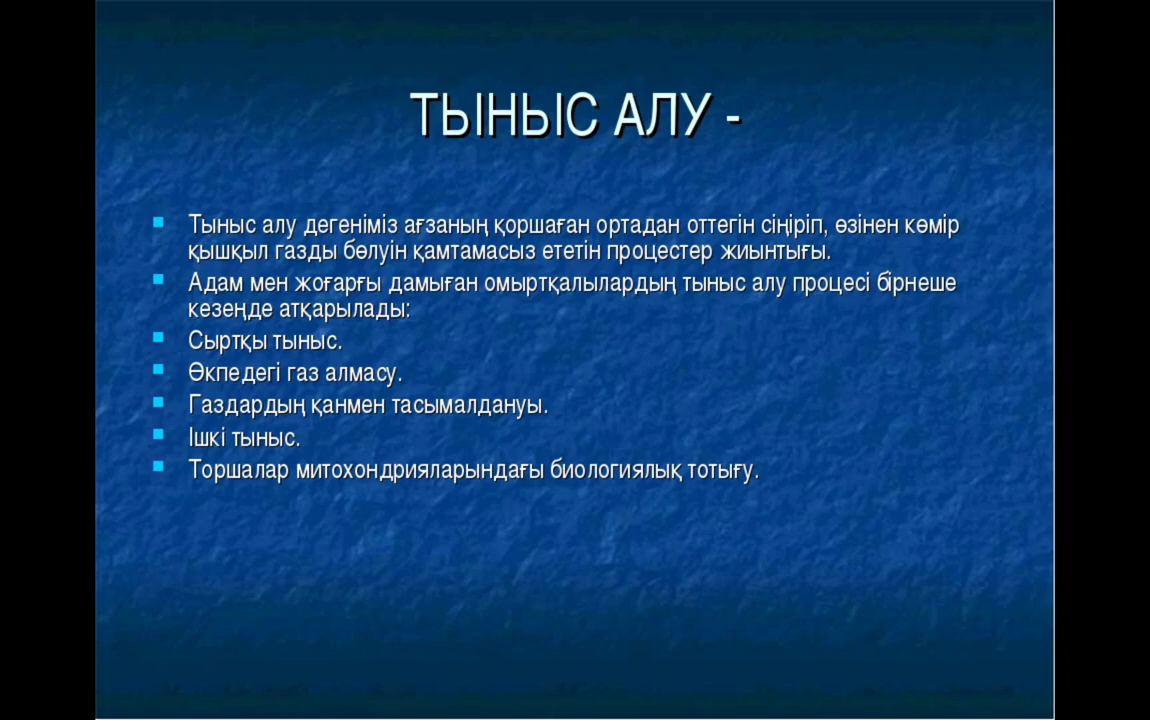 ТЫНЫС АЛУ -
Тыныс алу дегеніміз ағзаның қоршаған ортадан оттегін сіңіріп, өзінен көмір
қышқыл газды бөлуін қамтамасыз ететін процестер жиынтығы.
Адам мен жоғарғы дамыған омыртқалылардың тыныс алу процесі бірнеше
кезеңде атқарылады:
Сыртқы тыныс.
Өкпедегі газ алмасу.
Газдардың қанмен тасымалдануы.
Ішкі тыныс.
Торшалар митохондрияларындағы биологиялық тотығу.